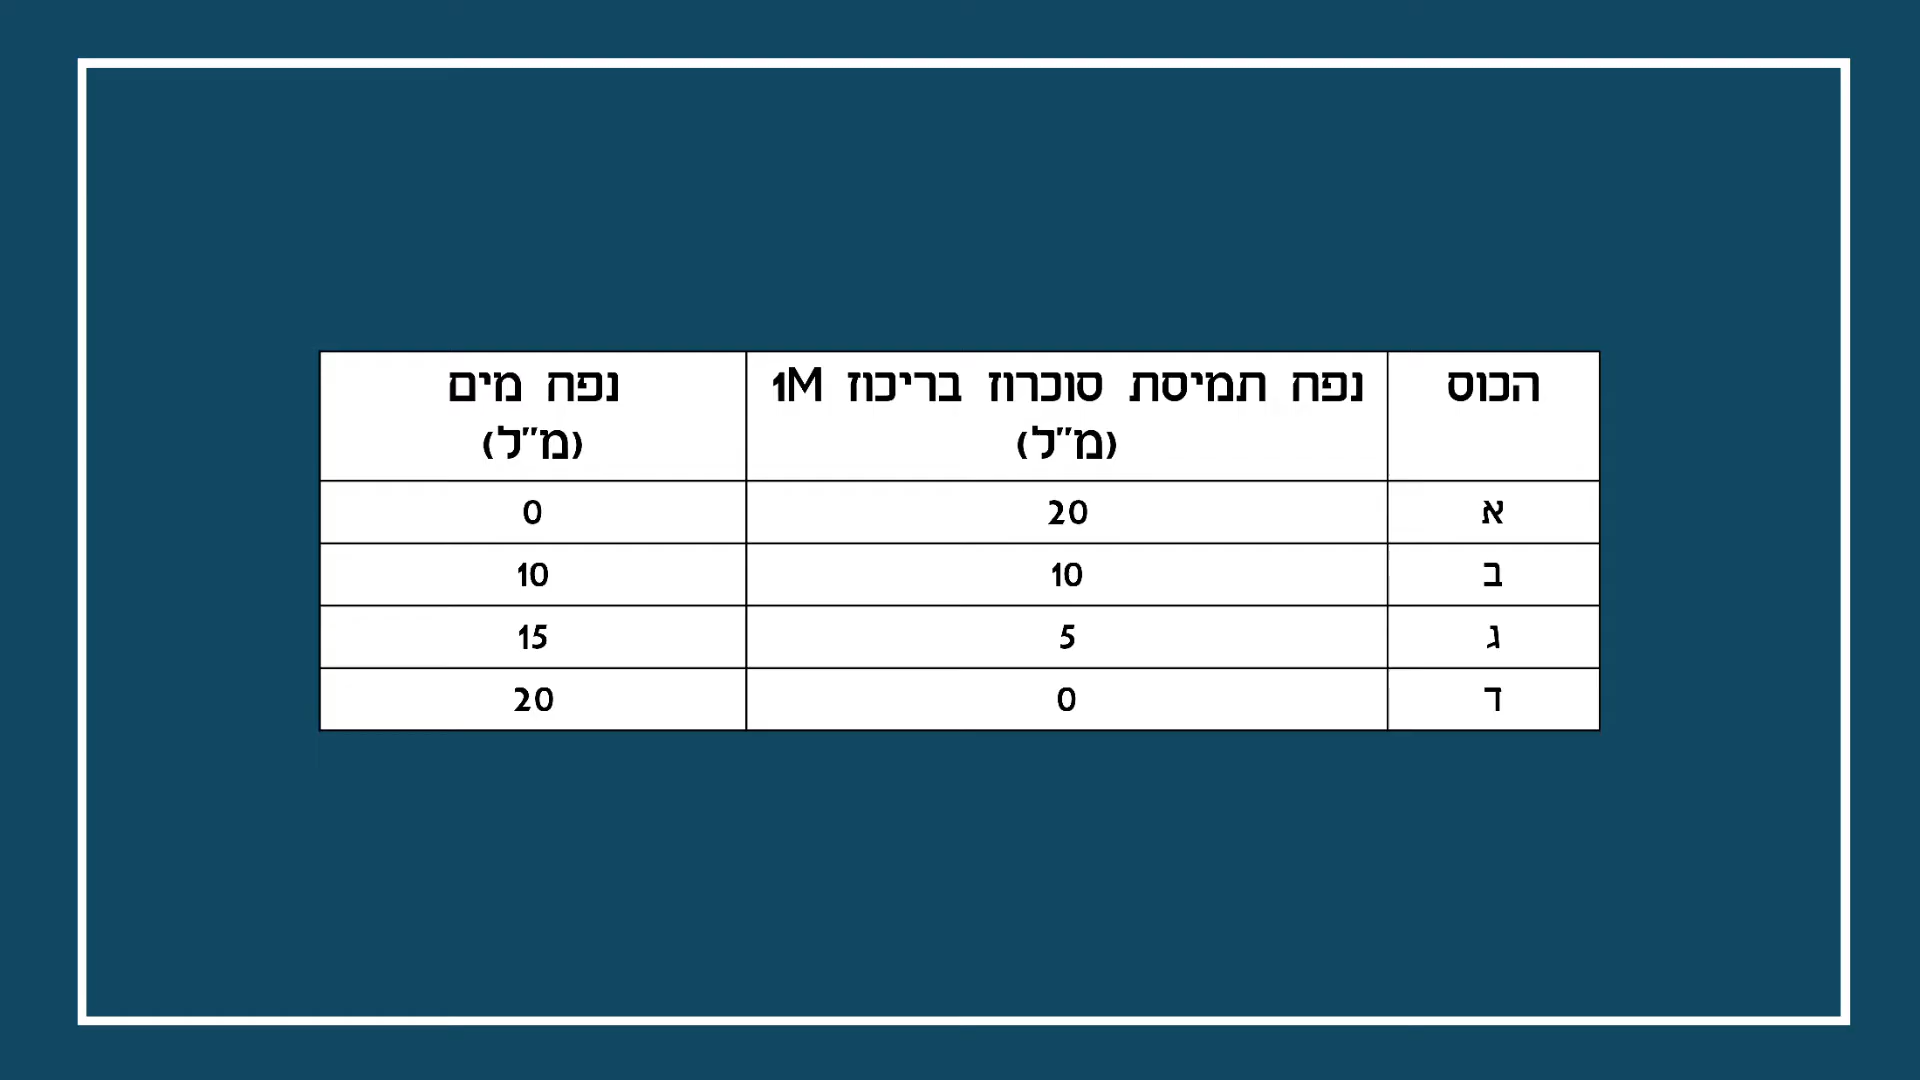 הכוס נפח תמיסת סוכרוז בריכוז 1M נפח מים
(מ"ל) (מ"ל)
א 20 0
ב 10 10
ג 5 15
ד 0 20